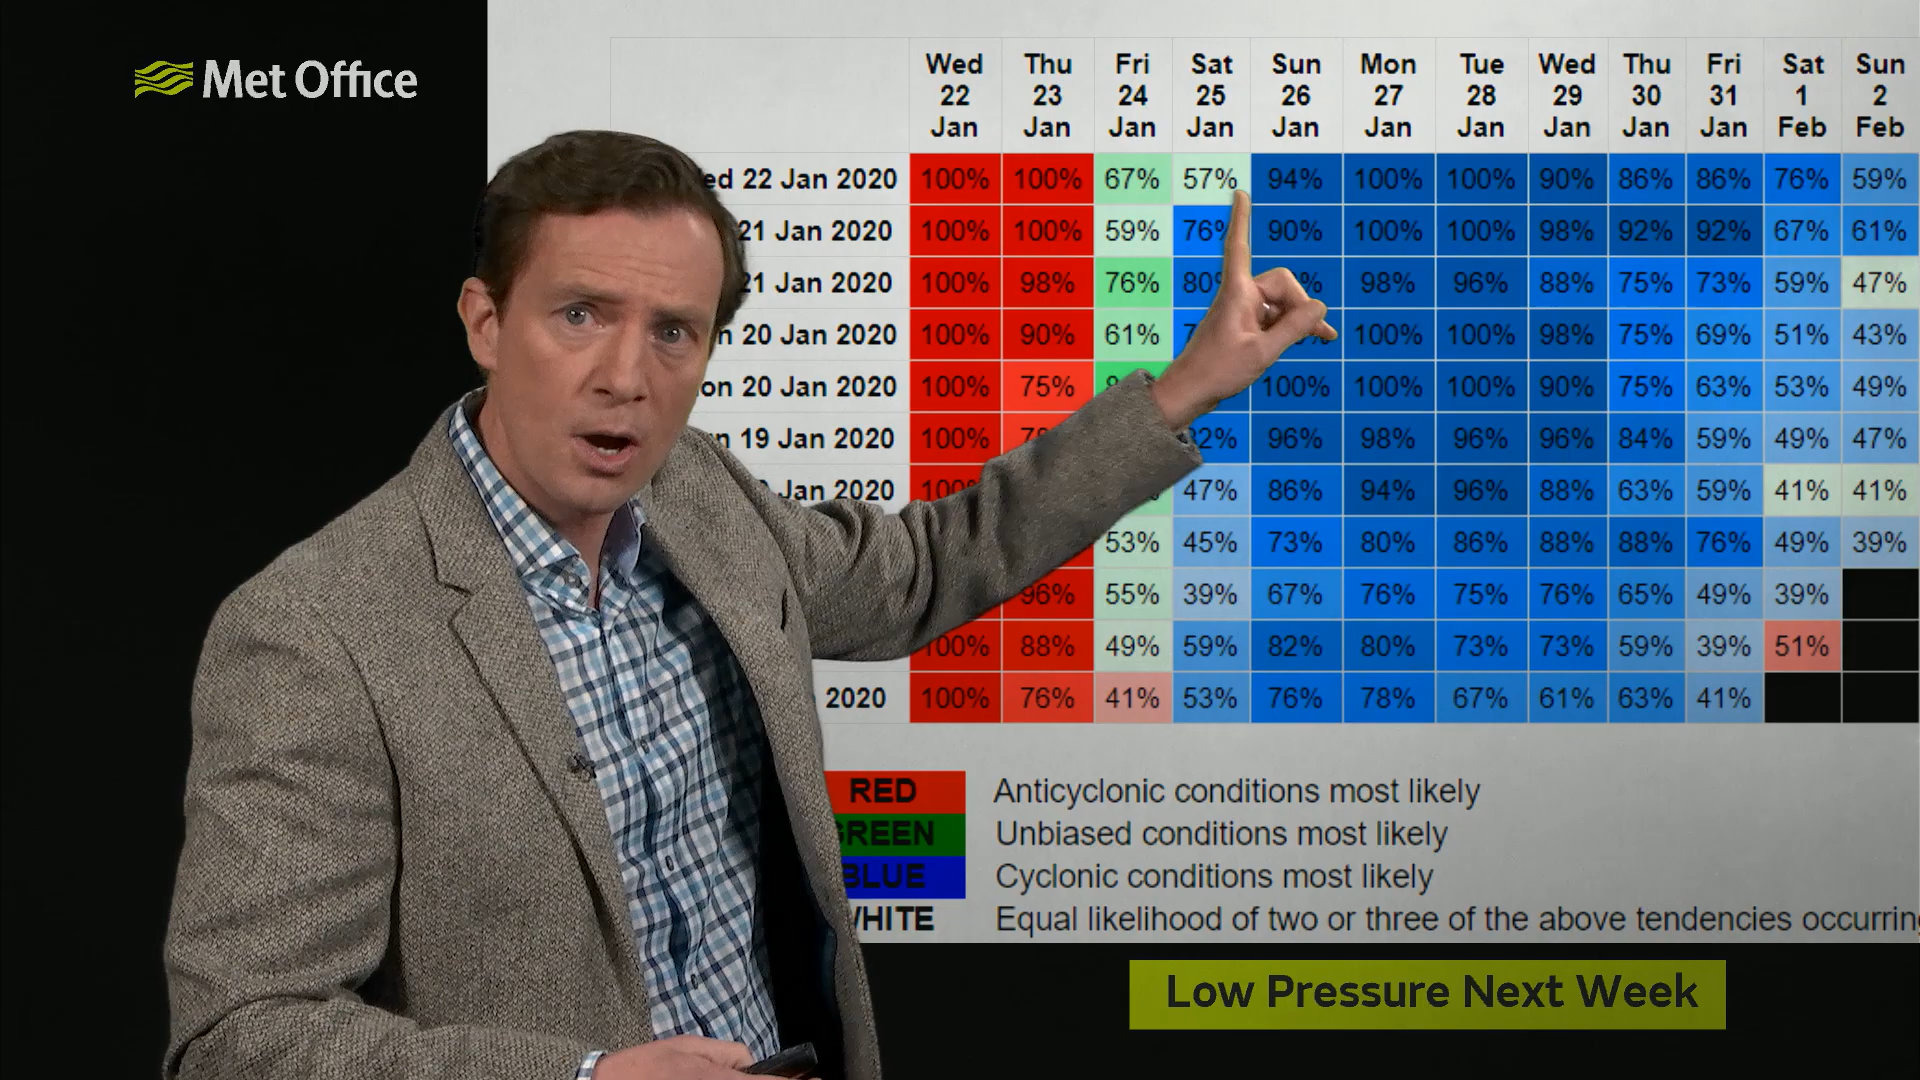 Met Office
Wed Thu Fri Sat Sun Mon Tue Wed Thu Fri Sat Sun
22 23 24 25 26 27 28 29 30 31 1 2
Jan Jan Jan Jan Jan Jan Jan Jan Jan Jan Feb Feb
22 Jan 2020 100% 100% 67% 57% 94% 100% 100% 90% 86% 86% 76% 59%
21 Jan 2020 100% 100% 59% 76% 90% 100% 100% 98% 92% 92% 67% 61%
21 Jan 2020 100% 98% 76% 98% 96% 88% 75% 73% 59% 47%
20 Jan 2020 100% 90% 61% 100% 100% 98% 75% 69% 51% 43%
20 Jan 2020 100% 75% 100% 100% 100% 90% 75% 63% 53% 49%
19 Jan 2020 100% 96% 98% 96% 96% 84% 59% 49% 47%
Jan 2020 47% 86% 94% 96% 88% 63% 59% 41% 41%
53% 45% 73% 80% 86% 88% 88% 76% 49% 39%
96% 55% 39% 67% 76% 75% 76% 65% 49% 39%
100% 88% 49% 59% 82% 80% 73% 73% 59% 39% 51%
2020 100% 76% 41% 53% 76% 78% 67% 61% 63% 41%
RED Anticyclonic conditions most likely
GREEN Unbiased conditions most likely
BLUE Cyclonic conditions most likely
WHITE Equal likelihood of two or three of the above tendencies occurring
Low Pressure Next Week